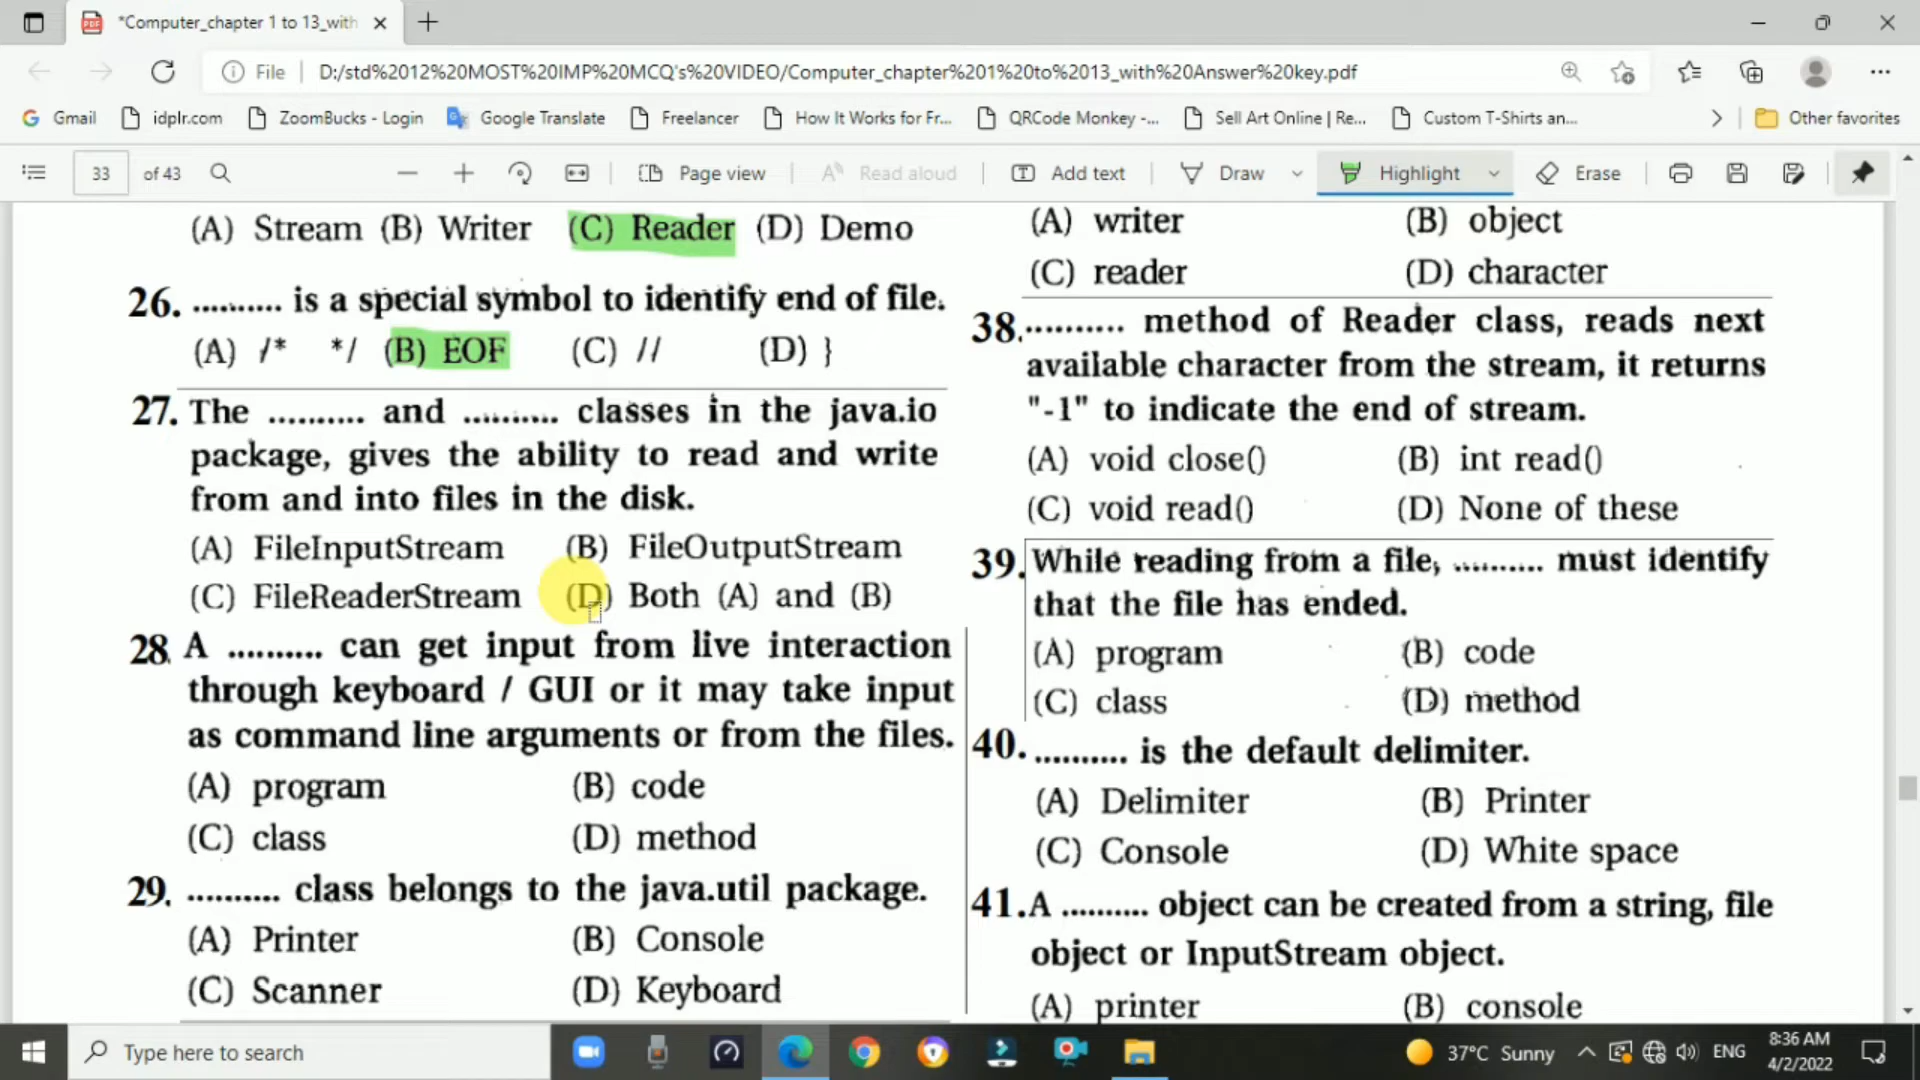 *Computer_chapter 1 to 13_with
File
D:/std%2012%20MOST%20IMP%20MCQ's%20VIDEO/Computer_chapter%201%20to%2013_with%20Answer%20key.pdf
Gmail
idplr.com
ZoomBucks - Login
Google Translate
Freelancer
How It Works for Fr...
QRCode Monkey -...
Sell Art Online | Re...
Custom T-Shirts an...
Other favorites
33 of 43
Page view
Read aloud
Add text
Draw
Highlight
Erase
(A) Stream (B) Writer (C) Reader (D) Demo
26. .......... is a special symbol to identify end of file.
(A) /* */ (B) EOF (C) // (D) }
27. The .......... and .......... classes in the java.io
package, gives the ability to read and write
from and into files in the disk.
(A) FileInputStream (B) FileOutputStream
(C) FileReaderStream (D) Both (A) and (B)
28. A .......... can get input from live interaction
through keyboard / GUI or it may take input
as command line arguments or from the files.
(A) program (B) code
(C) class (D) method
29. .......... class belongs to the java.util package.
(A) Printer (B) Console
(C) Scanner (D) Keyboard
(A) writer (B) object
(C) reader (D) character
38. .......... method of Reader class, reads next
available character from the stream, it returns
"-1" to indicate the end of stream.
(A) void close() (B) int read()
(C) void read() (D) None of these
39. While reading from a file, .......... must identify
that the file has ended.
(A) program (B) code
(C) class (D) method
40. .......... is the default delimiter.
(A) Delimiter (B) Printer
(C) Console (D) White space
41. A .......... object can be created from a string, file
object or InputStream object.
(A) printer (B) console
Type here to search
37°C Sunny
ENG
8:36 AM
4/2/2022